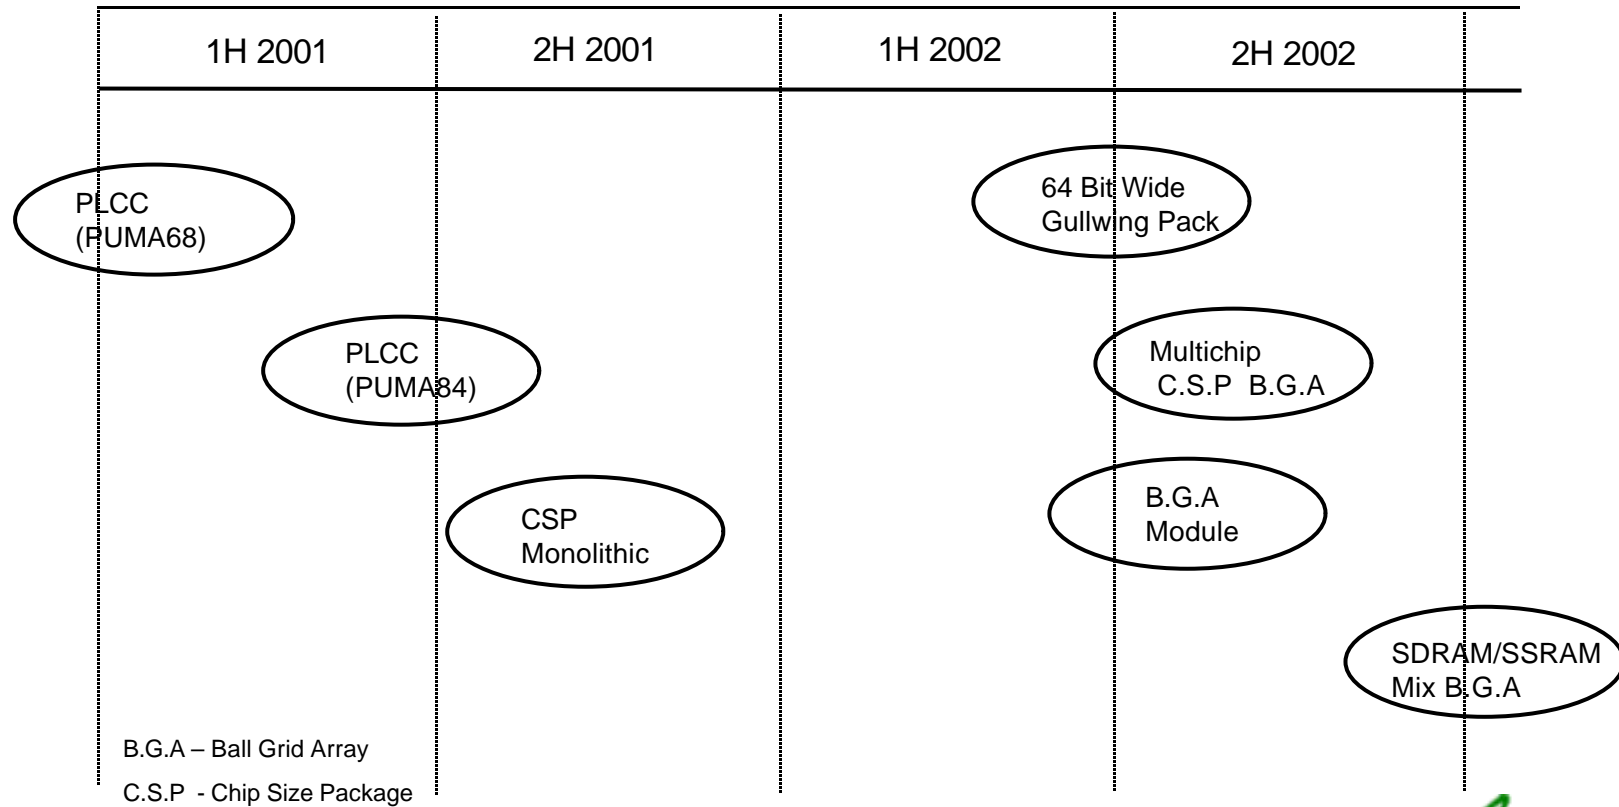 1H 2001
2H 2001
1H 2002
2H 2002
PLCC
(PUMA68)
64 Bit Wide
Gullwing Pack
PLCC
(PUMA84)
Multichip
C.S.P B.G.A
CSP
Monolithic
B.G.A
Module
SDRAM/SSRAM
Mix B.G.A
B.G.A – Ball Grid Array
C.S.P - Chip Size Package